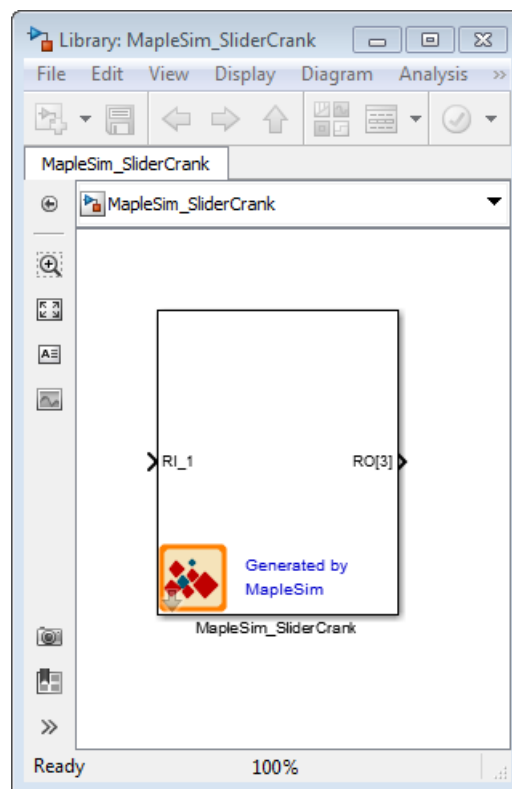 Library: MapleSim_SliderCrank
File Edit View Display Diagram Analysis »
MapleSim_SliderCrank
MapleSim_SliderCrank
RI_1 RO[3]
Generated by
MapleSim
MapleSim_SliderCrank
Ready 100%